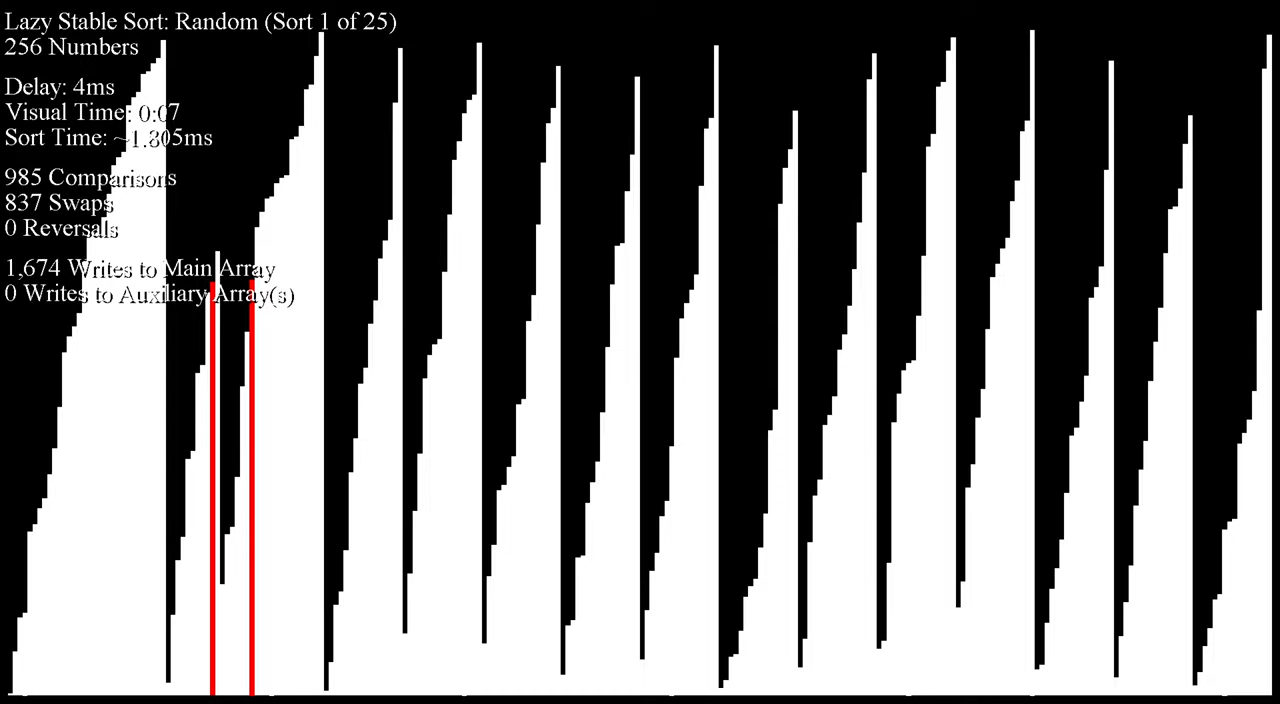 Lazy Stable Sort: Random (Sort 1 of 25)
256 Numbers
Delay: 4ms
Visual Time: 0:07
Sort Time: ~1.805ms
985 Comparisons
837 Swaps
0 Reversals
1,674 Writes to Main Array
0 Writes to Auxiliary Array(s)